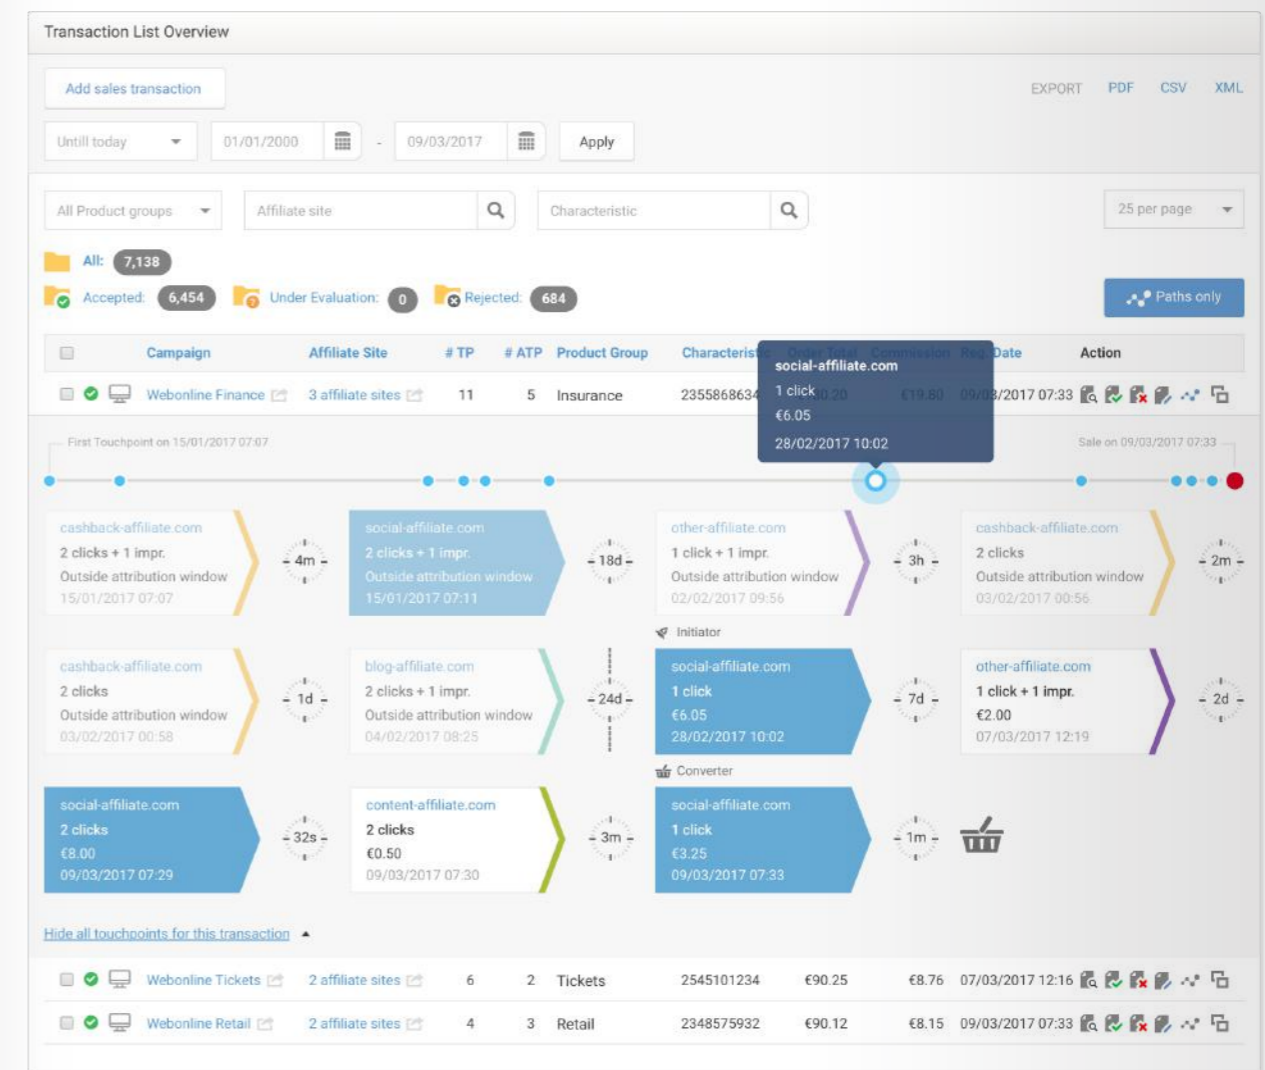 Transaction List Overview
Add sales transaction
EXPORT PDF CSV XML
Untill today 01/01/2000 - 09/03/2017 Apply
All Product groups Affiliate site Characteristic 25 per page
All: 7,138
Accepted: 6,454 Under Evaluation: 0 Rejected: 684 Paths only
Campaign Affiliate Site # TP # ATP Product Group Characteristic Order Total Commission Reg. Date Action
Webonline Finance 3 affiliate sites 11 5 Insurance 2355868634 €19.80 09/03/2017 07:33
social-affiliate.com
1 click
€6.05
28/02/2017 10:02
First Touchpoint on 15/01/2017 07:07 Sale on 09/03/2017 07:33
cashback-affiliate.com
2 clicks + 1 impr.
Outside attribution window
15/01/2017 07:07
4m
social-affiliate.com
2 clicks + 1 impr.
Outside attribution window
15/01/2017 07:11
18d
other-affiliate.com
1 click + 1 impr.
Outside attribution window
02/02/2017 09:56
3h
cashback-affiliate.com
2 clicks
Outside attribution window
03/02/2017 00:56
2m
cashback-affiliate.com
2 clicks
Outside attribution window
03/02/2017 00:58
1d
blog-affiliate.com
2 clicks + 1 impr.
Outside attribution window
04/02/2017 08:25
24d
Initiator
social-affiliate.com
1 click
€6.05
28/02/2017 10:02
7d
other-affiliate.com
1 click + 1 impr.
€2.00
07/03/2017 12:19
2d
social-affiliate.com
2 clicks
€8.00
09/03/2017 07:29
32s
content-affiliate.com
2 clicks
€0.50
09/03/2017 07:30
3m
Converter
social-affiliate.com
1 click
€3.25
09/03/2017 07:33
1m
Hide all touchpoints for this transaction
Webonline Tickets 2 affiliate sites 6 2 Tickets 2545101234 €90.25 €8.76 07/03/2017 12:16
Webonline Retail 2 affiliate sites 4 3 Retail 2348575932 €90.12 €8.15 09/03/2017 07:33